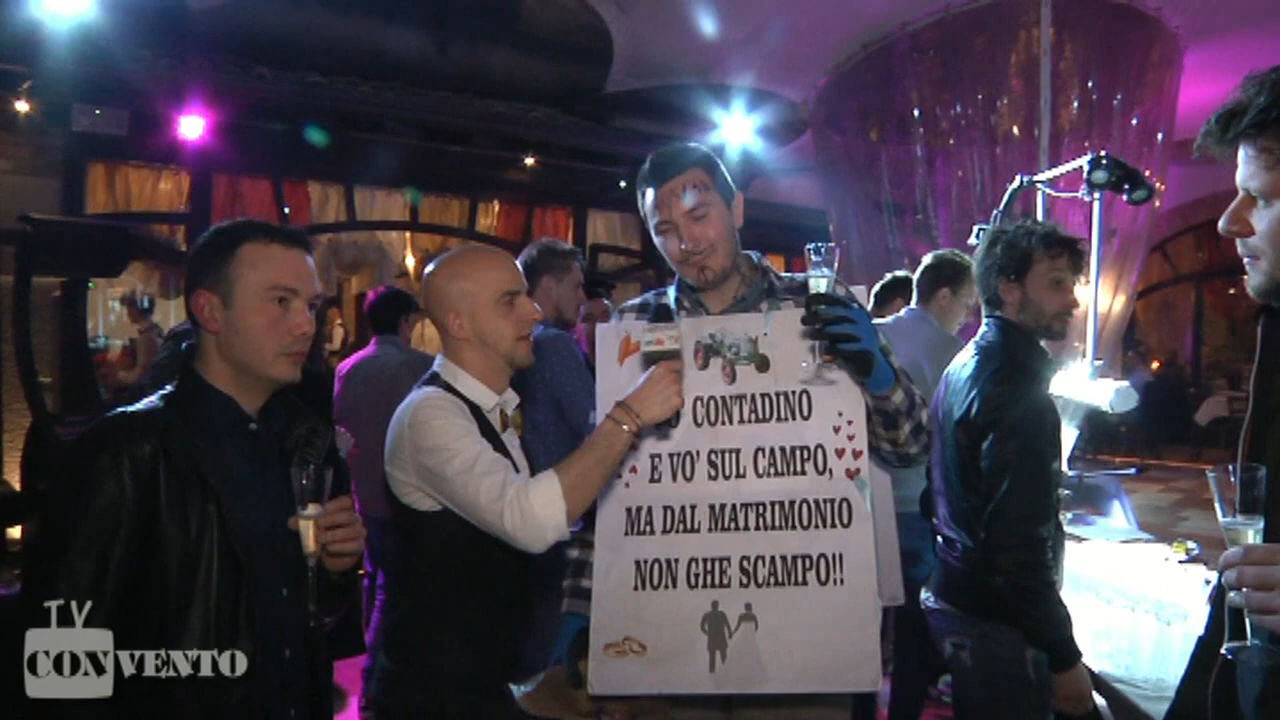 CONTADINO
E VO' SUL CAMPO,
MA DAL MATRIMONIO
NON GHE SCAMPO!!
TV
CONVENTO